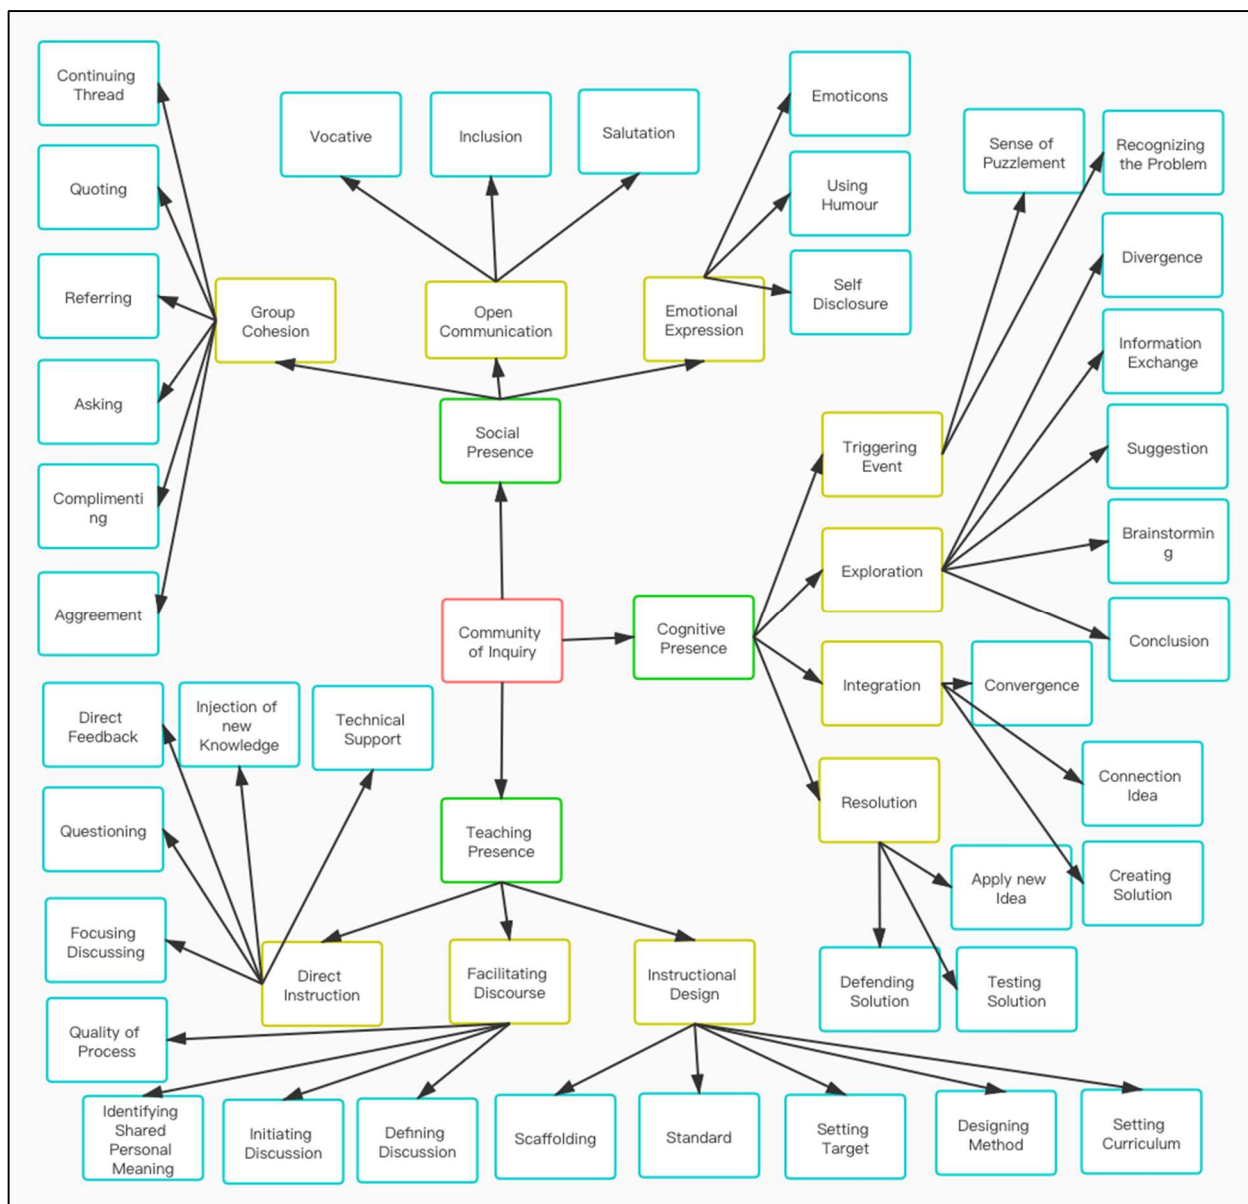 Continuing
Thread
Quoting
Referring
Asking
Complimenti
ng
Aggreement
Vocative
Inclusion
Salutation
Emoticons
Using
Humour
Self
Disclosure
Sense of
Puzzlement
Recognizing
the Problem
Divergence
Information
Exchange
Suggestion
Brainstormin
g
Conclusion
Group
Cohesion
Open
Communication
Emotional
Expression
Social
Presence
Triggering
Event
Exploration
Community
of Inquiry
Cognitive
Presence
Integration
Convergence
Connection
Idea
Resolution
Apply new
Idea
Creating
Solution
Defending
Solution
Testing
Solution
Direct
Feedback
Injection of
new
Knowledge
Technical
Support
Questioning
Teaching
Presence
Focusing
Discussing
Direct
Instruction
Facilitating
Discourse
Instructional
Design
Quality of
Process
Identifying
Shared
Personal
Meaning
Initiating
Discussion
Defining
Discussion
Scaffolding
Standard
Setting
Target
Designing
Method
Setting
Curriculum